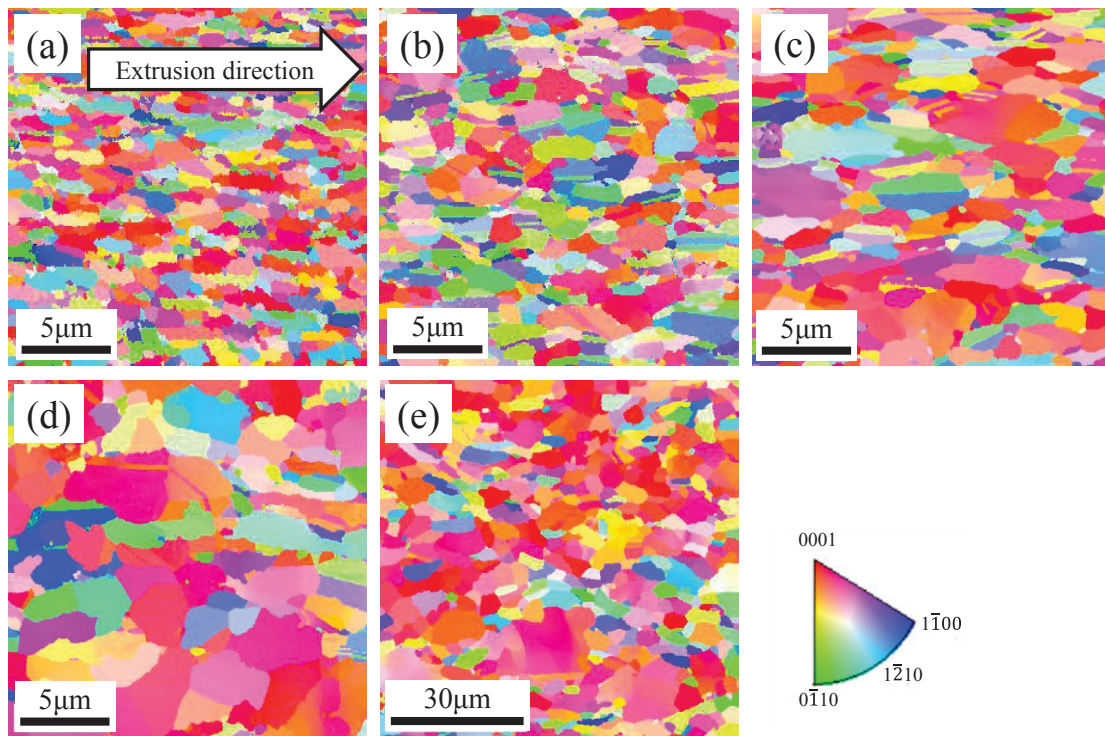 (a)
Extrusion direction
5μm
(b)
5μm
(c)
5μm
(d)
5μm
(e)
30μm
0001
11̄00
12̄10
01̄10